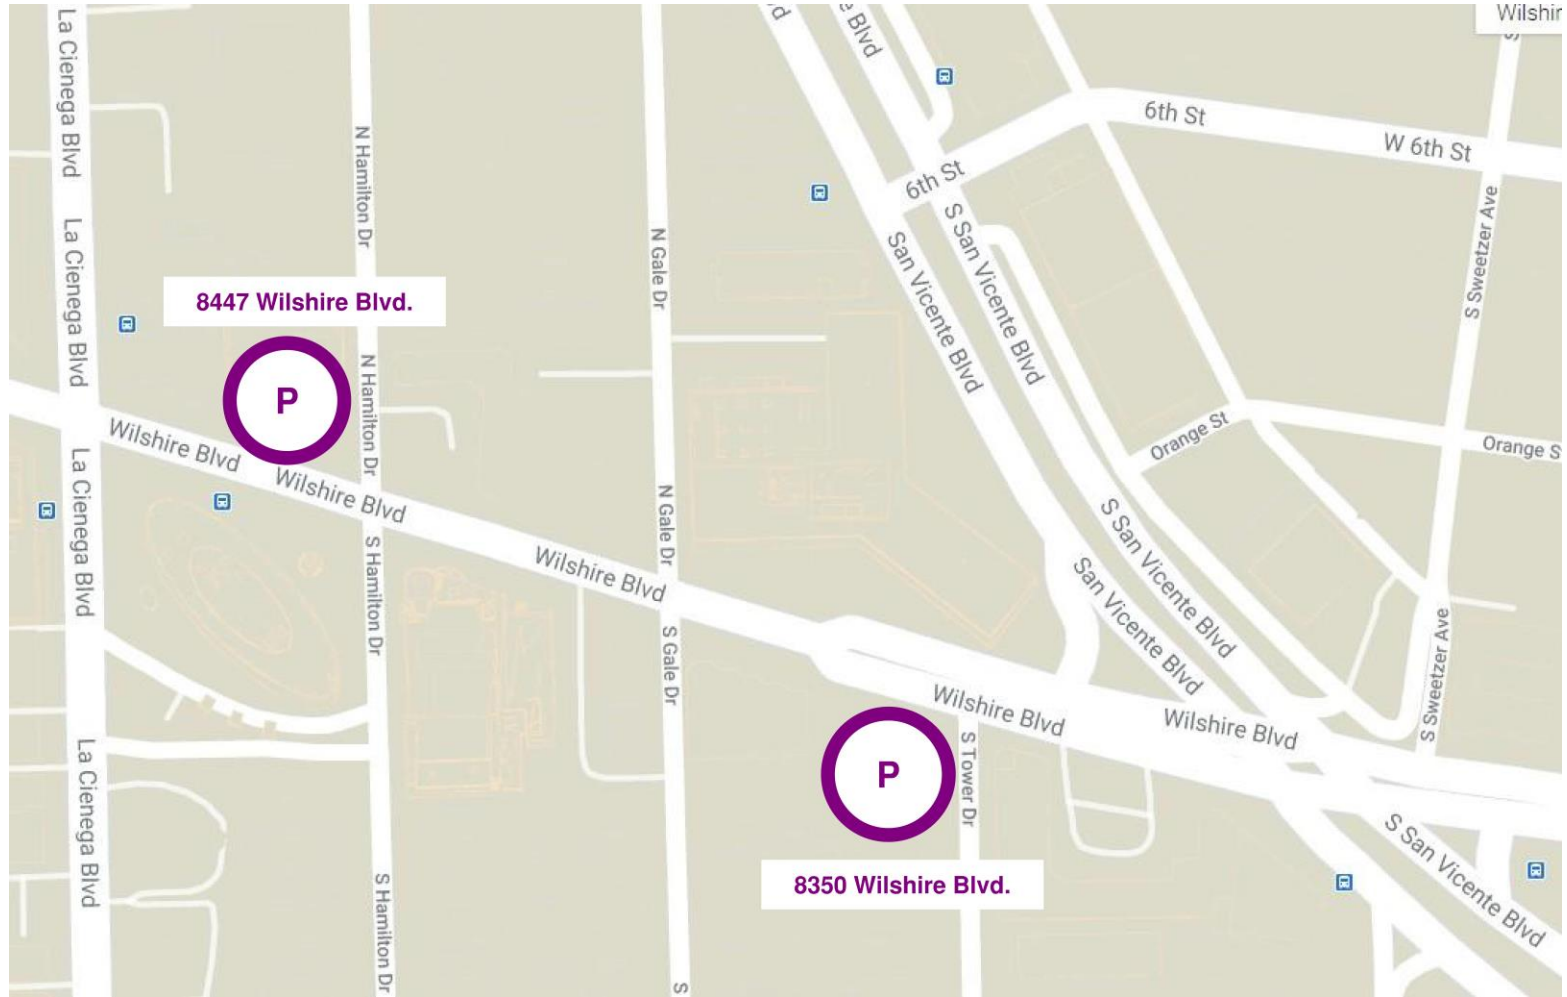 La Cienega Blvd
d
e Blvd
Wilshir
S
6th St
W 6th St
N Hamilton Dr
6th St
S San Vicente Blvd
San Vicente Blvd
S Sweetzer Ave
La Cienega Blvd
N Gale Dr
8447 Wilshire Blvd.
P
N Hamilton Dr
Wilshire Blvd
Wilshire Blvd
Orange St
Orange S
La Cienega Blvd
N Gale Dr
S San Vicente Blvd
S Hamilton Dr
Wilshire Blvd
San Vicente Blvd
S Gale Dr
S Sweetzer Ave
Wilshire Blvd
Wilshire Blvd
La Cienega Blvd
P
S Tower Dr
S San Vicente Blvd
8350 Wilshire Blvd.
S Hamilton Dr
S